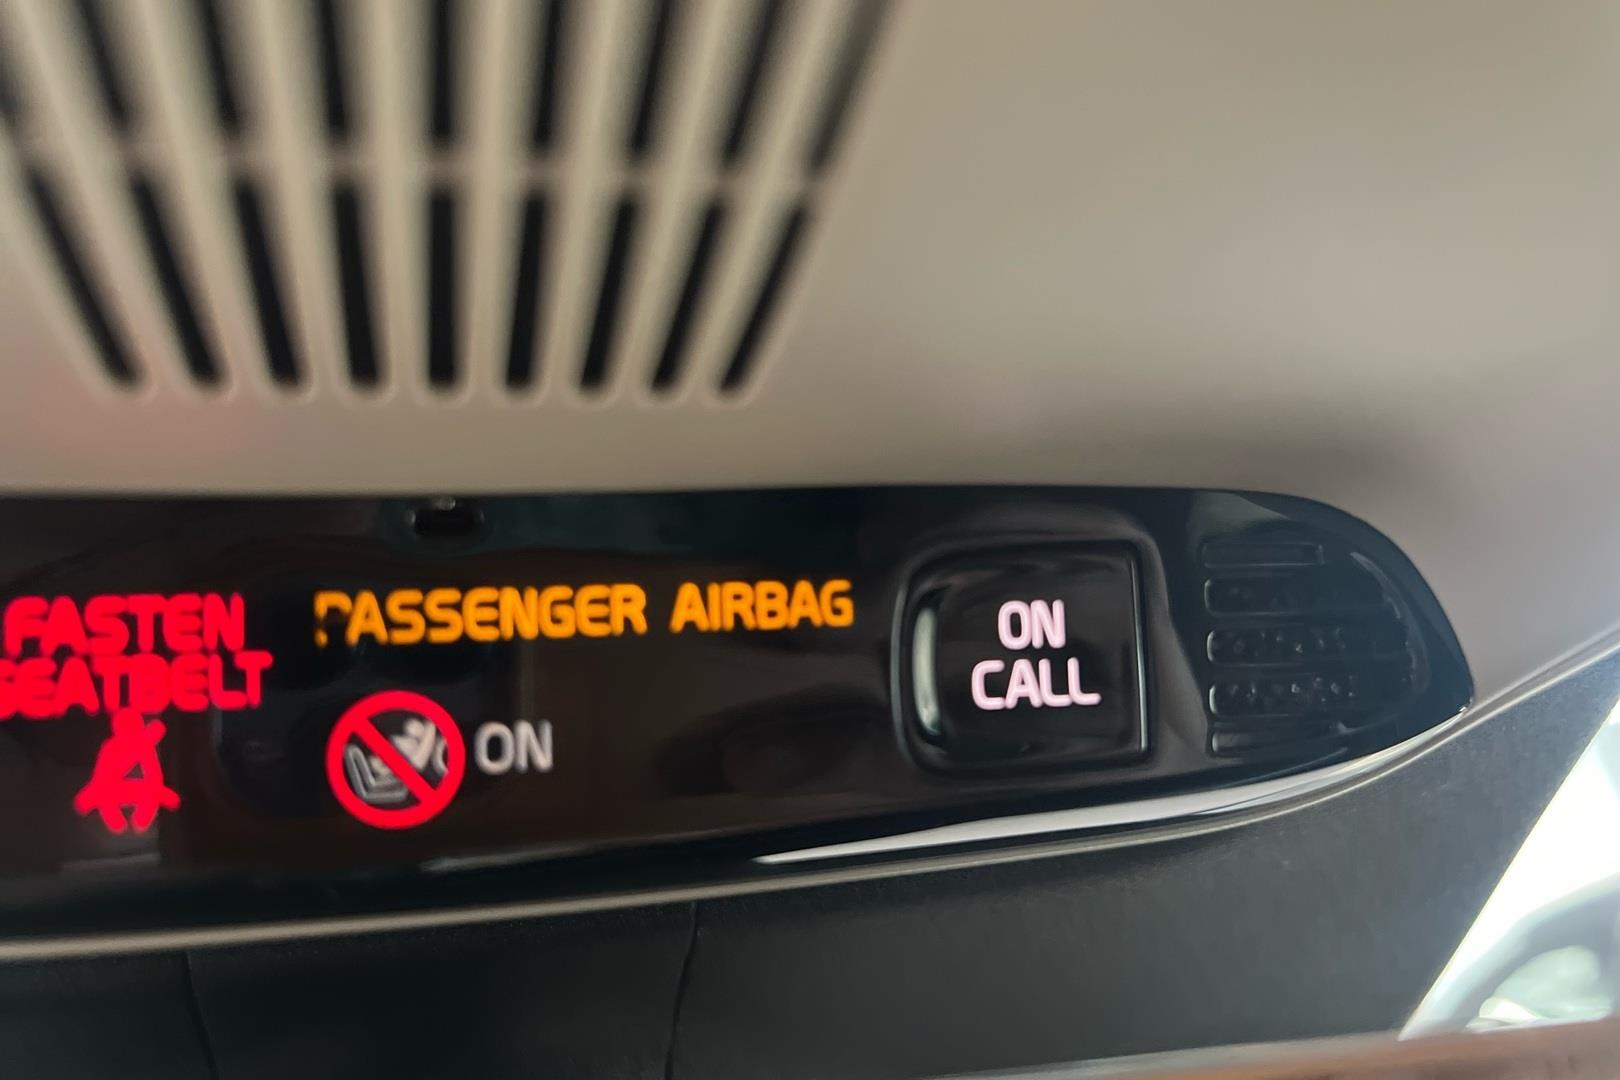 FASTEN
SEATBELT
PASSENGER AIRBAG
ON
ON
CALL